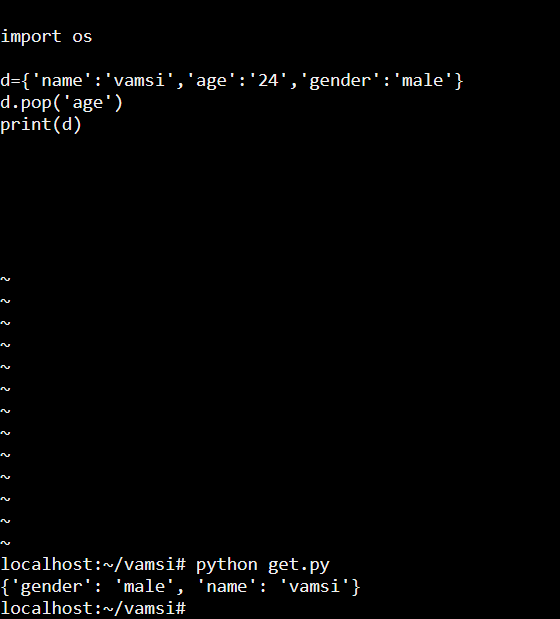 import os
d={'name':'vamsi','age':'24','gender':'male'}
d.pop('age')
print(d)
~
~
~
~
~
~
~
~
~
~
~
~
~
localhost:~/vamsi# python get.py
{'gender': 'male', 'name': 'vamsi'}
localhost:~/vamsi#